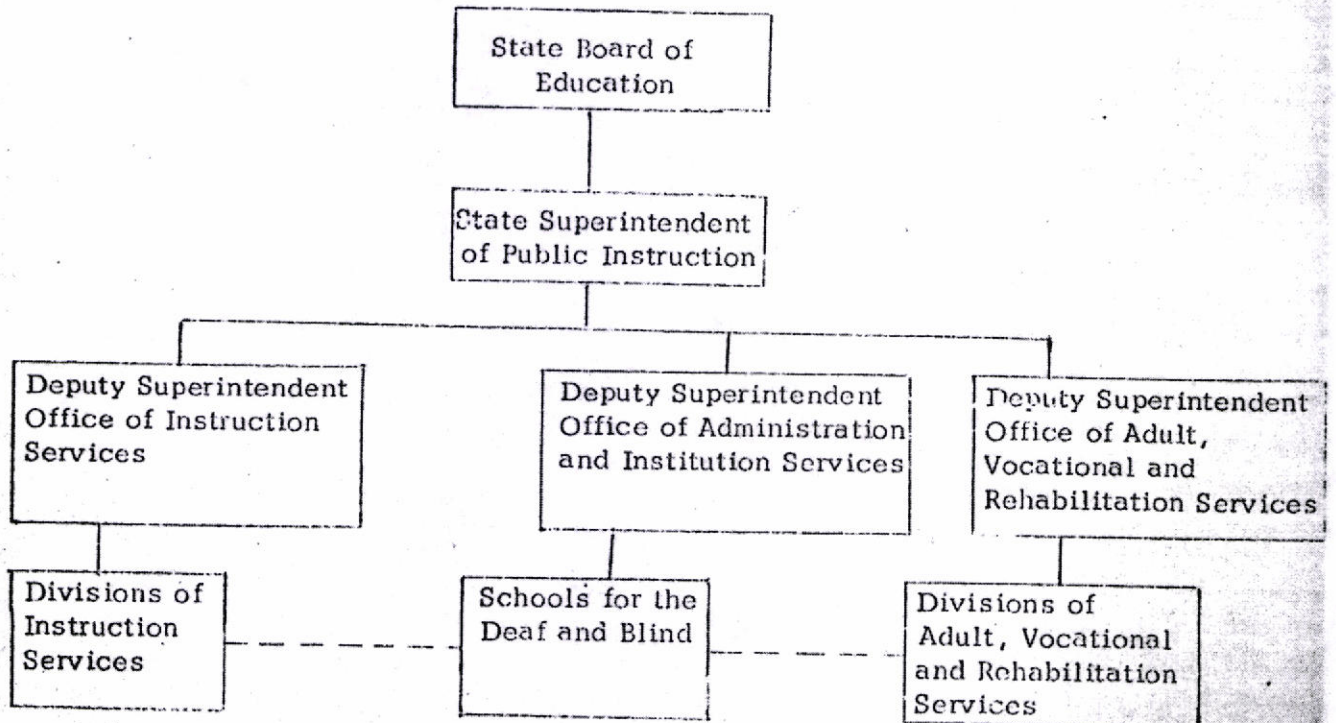 State Board of
Education
State Superintendent
of Public Instruction
Deputy Superintendent
Office of Instruction
Services
Deputy Superintendent
Office of Administration
and Institution Services
Deputy Superintendent
Office of Adult,
Vocational and
Rehabilitation Services
Divisions of
Instruction
Services
Schools for the
Deaf and Blind
Divisions of
Adult, Vocational
and Rehabilitation
Services